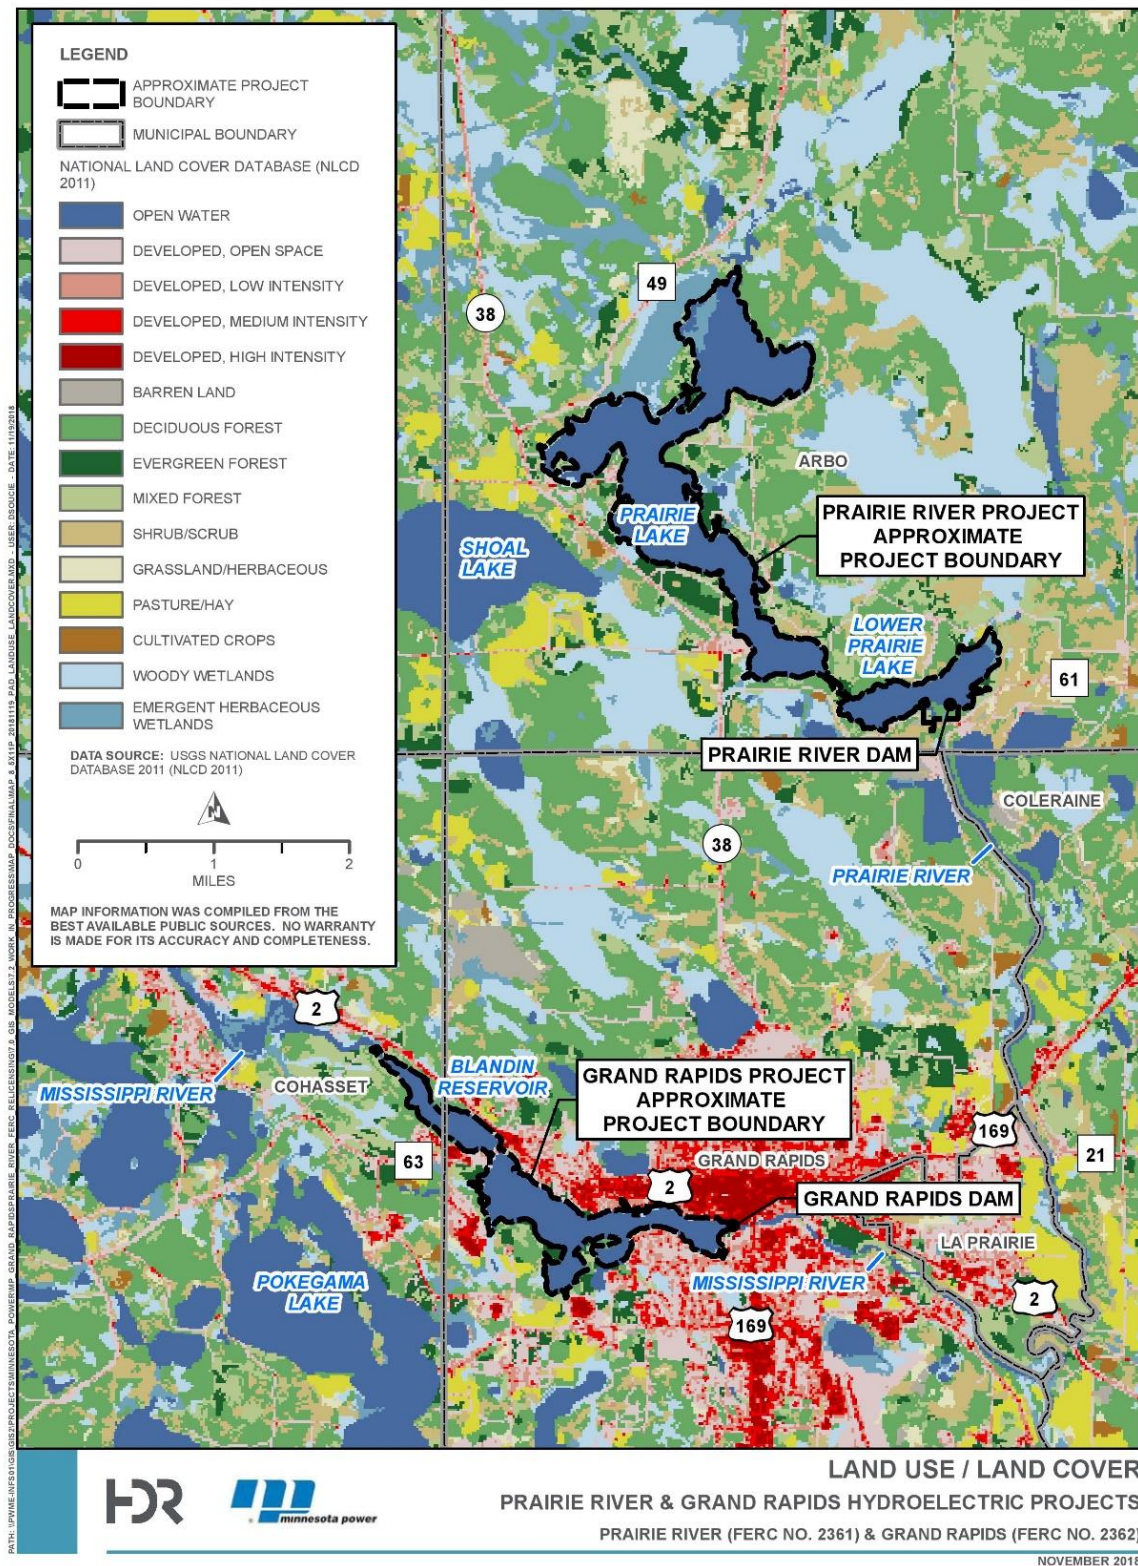 LEGEND
APPROXIMATE PROJECT
BOUNDARY
MUNICIPAL BOUNDARY
NATIONAL LAND COVER DATABASE (NLCD
2011)
OPEN WATER
DEVELOPED, OPEN SPACE
DEVELOPED, LOW INTENSITY
DEVELOPED, MEDIUM INTENSITY
DEVELOPED, HIGH INTENSITY
BARREN LAND
DECIDUOUS FOREST
EVERGREEN FOREST
MIXED FOREST
SHRUB/SCRUB
GRASSLAND/HERBACEOUS
PASTURE/HAY
CULTIVATED CROPS
WOODY WETLANDS
EMERGENT HERBACEOUS
WETLANDS
DATA SOURCE: USGS NATIONAL LAND COVER
DATABASE 2011 (NLCD 2011)
N
0 1 2
MILES
MAP INFORMATION WAS COMPILED FROM THE
BEST AVAILABLE PUBLIC SOURCES. NO WARRANTY
IS MADE FOR ITS ACCURACY AND COMPLETENESS.
49
38
ARBO
PRAIRIE RIVER PROJECT
APPROXIMATE
PROJECT BOUNDARY
PRAIRIE
LAKE
SHOAL
LAKE
LOWER
PRAIRIE
LAKE
61
PRAIRIE RIVER DAM
COLERAINE
38
PRAIRIE RIVER
2
MISSISSIPPI RIVER
COHASSET
BLANDIN
RESERVOIR
GRAND RAPIDS PROJECT
APPROXIMATE
PROJECT BOUNDARY
169
63
21
GRAND RAPIDS
2
GRAND RAPIDS DAM
LA PRAIRIE
MISSISSIPPI RIVER
POKEGAMA
LAKE
2
169
HDR
minnesota power
LAND USE / LAND COVER
PRAIRIE RIVER & GRAND RAPIDS HYDROELECTRIC PROJECTS
PRAIRIE RIVER (FERC NO. 2361) & GRAND RAPIDS (FERC NO. 2362)
NOVEMBER 2018